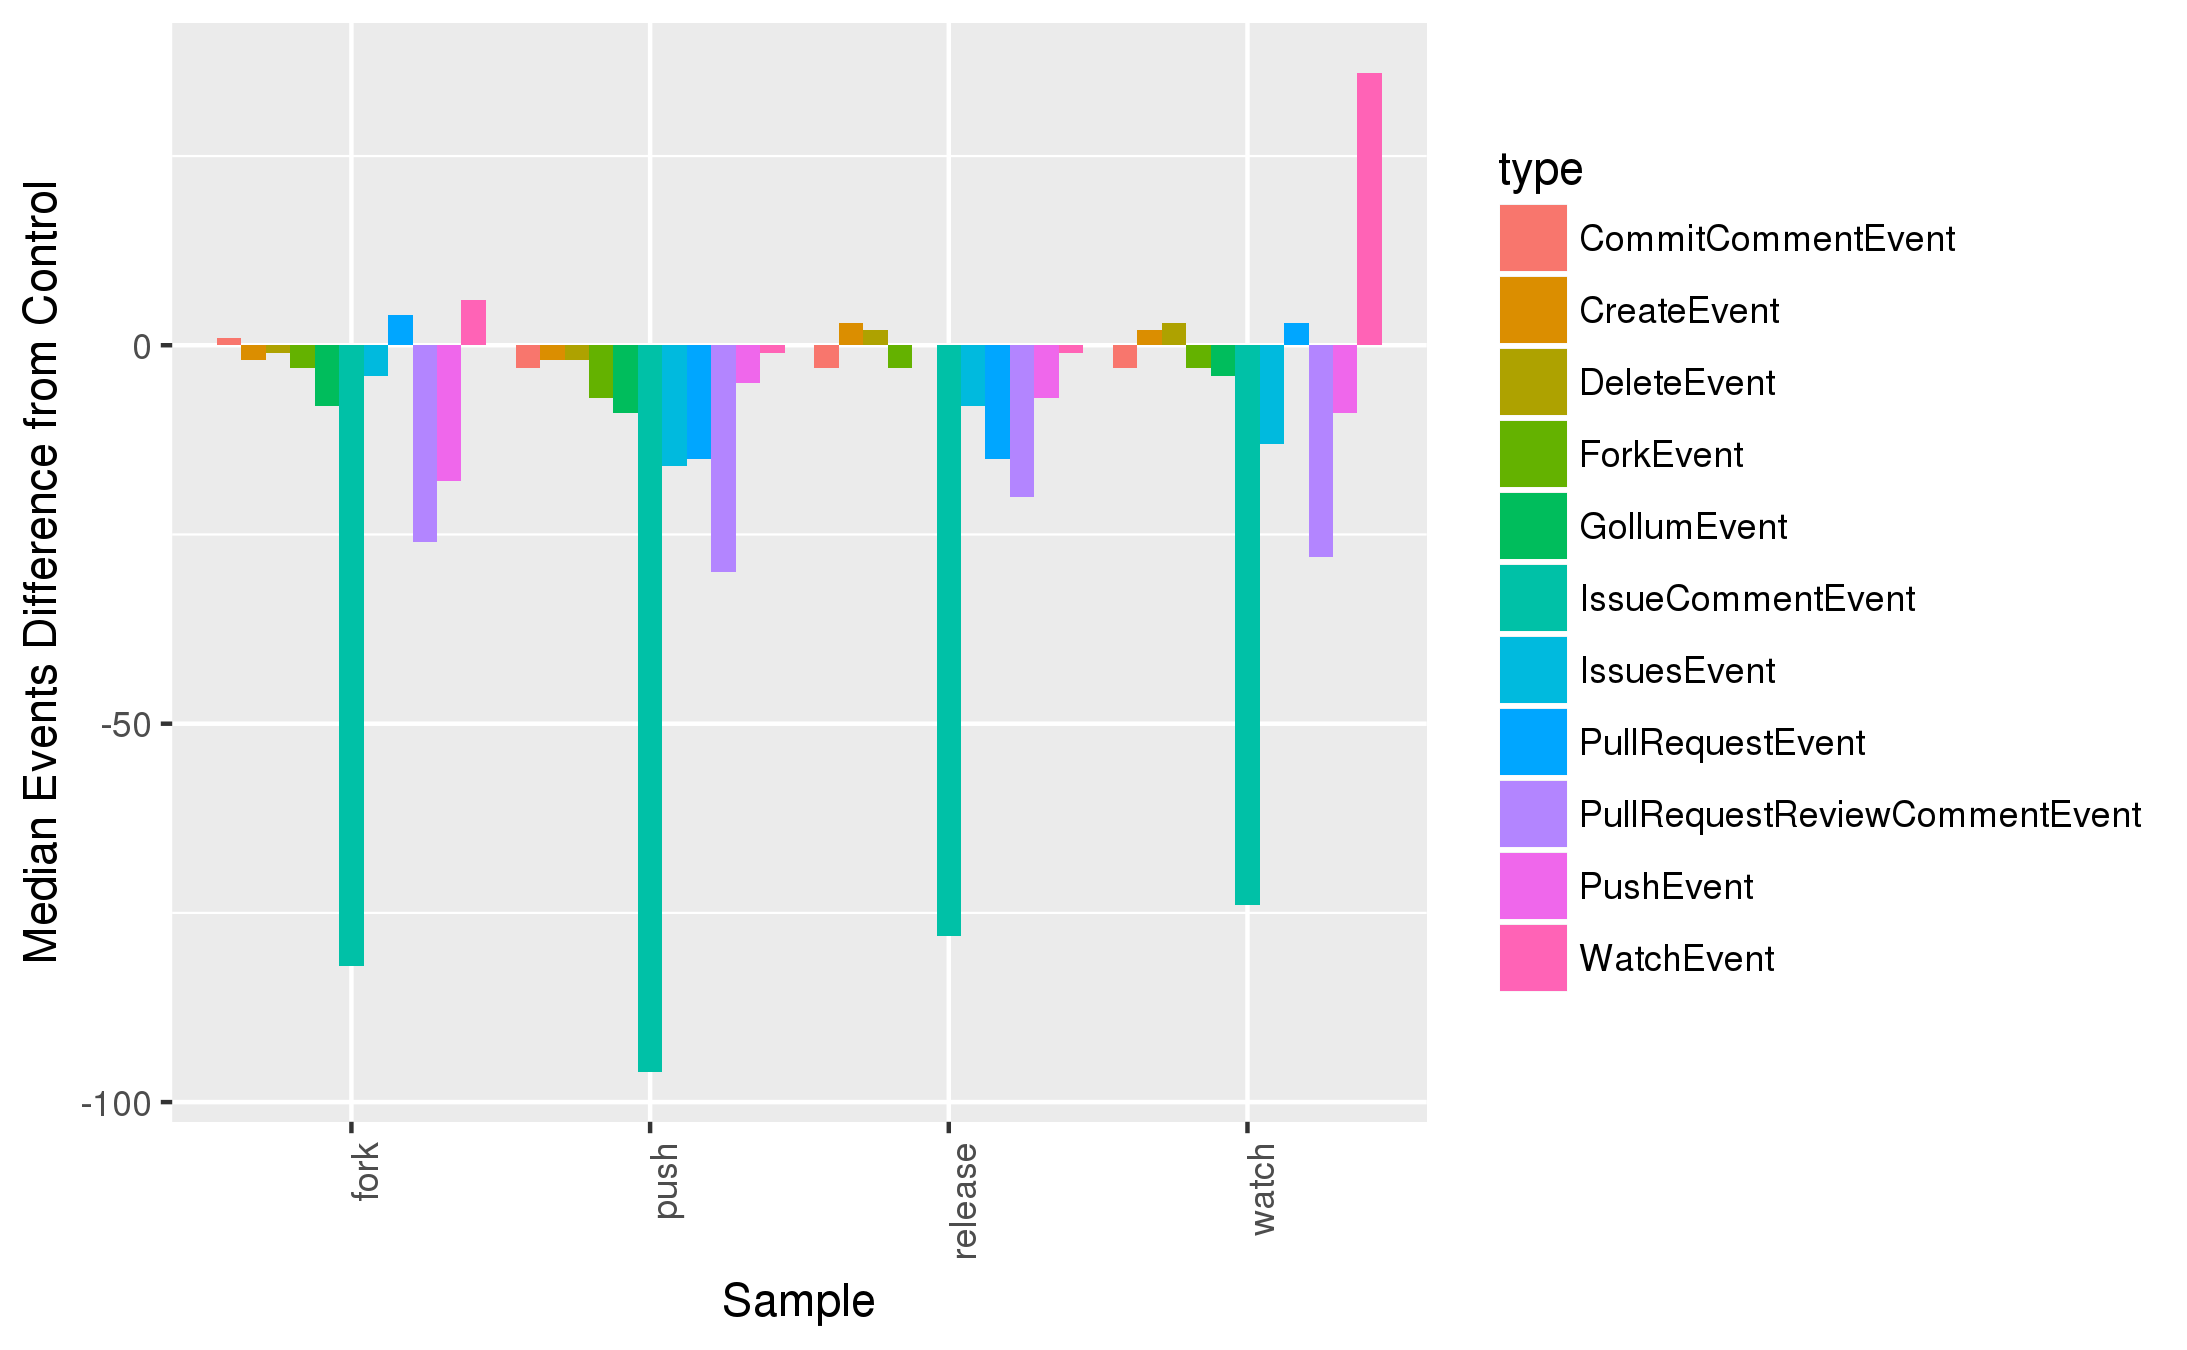 Median Events Difference from Control
0
-50
-100
fork
push
release
watch
Sample
type
CommitCommentEvent
CreateEvent
DeleteEvent
ForkEvent
GollumEvent
IssueCommentEvent
IssuesEvent
PullRequestEvent
PullRequestReviewCommentEvent
PushEvent
WatchEvent